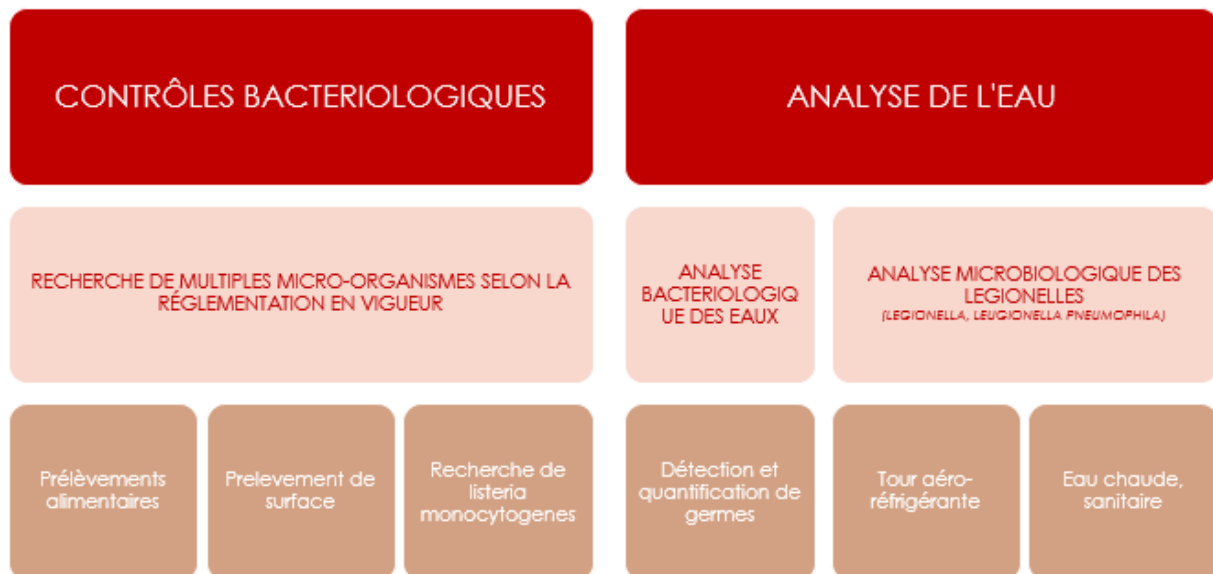 CONTRÔLES BACTERIOLOGIQUES
ANALYSE DE L'EAU
RECHERCHE DE MULTIPLES MICRO-ORGANISMES SELON LA
RÉGLEMENTATION EN VIGUEUR
ANALYSE
BACTERIOLOGIQ
UE DES EAUX
ANALYSE MICROBIOLOGIQUE DES
LEGIONELLES
(LEGIONELLA, LEUGIONELLA PNEUMOPHILA)
Prélèvements
alimentaires
Prelevement de
surface
Recherche de
listeria
monocytogenes
Détection et
quantification de
germes
Tour aéro-
réfrigérante
Eau chaude,
sanitaire